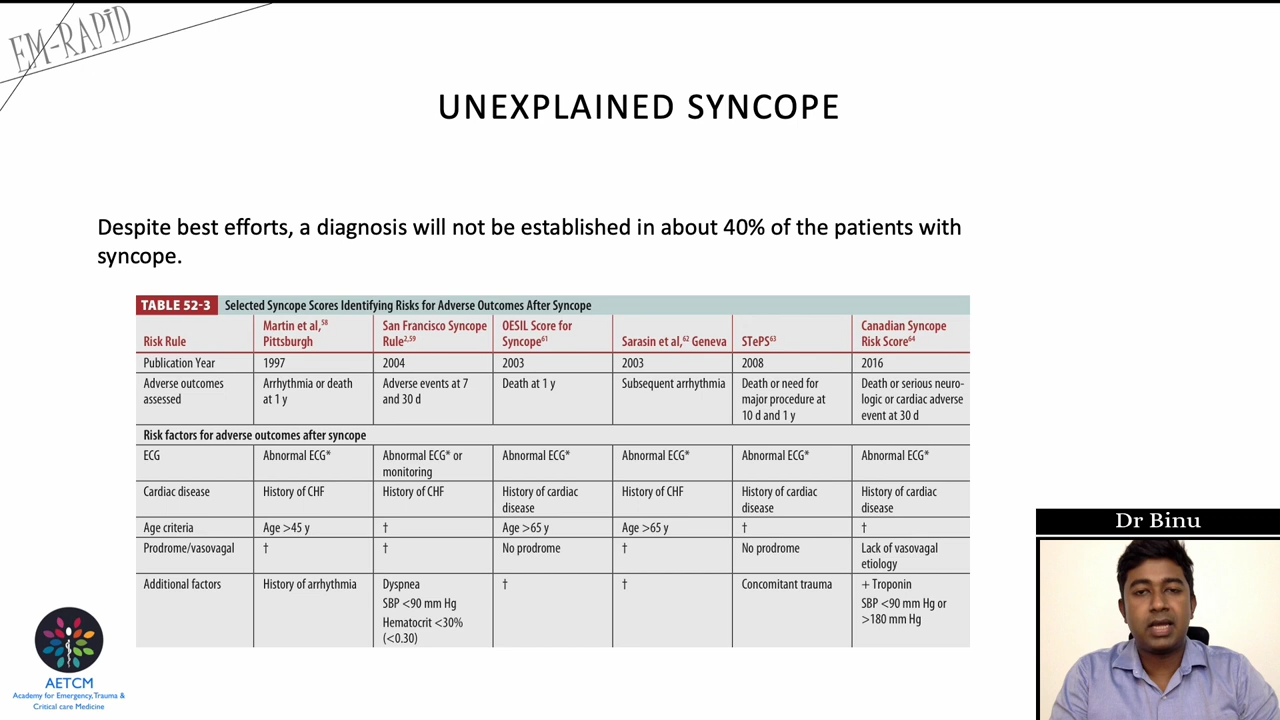 EM-RAPID
UNEXPLAINED SYNCOPE
Despite best efforts, a diagnosis will not be established in about 40% of the patients with
syncope.
TABLE 52-3 Selected Syncope Scores Identifying Risks for Adverse Outcomes After Syncope
Risk Rule
Martin et al,58
Pittsburgh
San Francisco Syncope
Rule2,59
OESIL Score for
Syncope61
Sarasin et al,62 Geneva
STePS63
Canadian Syncope
Risk Score64
Publication Year 1997 2004 2003 2003 2008 2016
Adverse outcomes
assessed
Arrhythmia or death
at 1 y
Adverse events at 7
and 30 d
Death at 1 y
Subsequent arrhythmia
Death or need for
major procedure at
10 d and 1 y
Death or serious neuro-
logic or cardiac adverse
event at 30 d
Risk factors for adverse outcomes after syncope
ECG
Abnormal ECG*
Abnormal ECG* or
monitoring
Abnormal ECG*
Abnormal ECG*
Abnormal ECG*
Abnormal ECG*
Cardiac disease
History of CHF
History of CHF
History of cardiac
disease
History of CHF
History of cardiac
disease
History of cardiac
disease
Age criteria Age >45 y † Age >65 y Age >65 y † †
Prodrome/vasovagal
†
†
No prodrome
†
No prodrome
Lack of vasovagal
etiology
Additional factors
History of arrhythmia
Dyspnea
SBP <90 mm Hg
Hematocrit <30%
(<0.30)
†
†
Concomitant trauma
+ Troponin
SBP <90 mm Hg or
>180 mm Hg
Dr Binu
AETCM
Academy for Emergency,Trauma &
Critical care Medicine